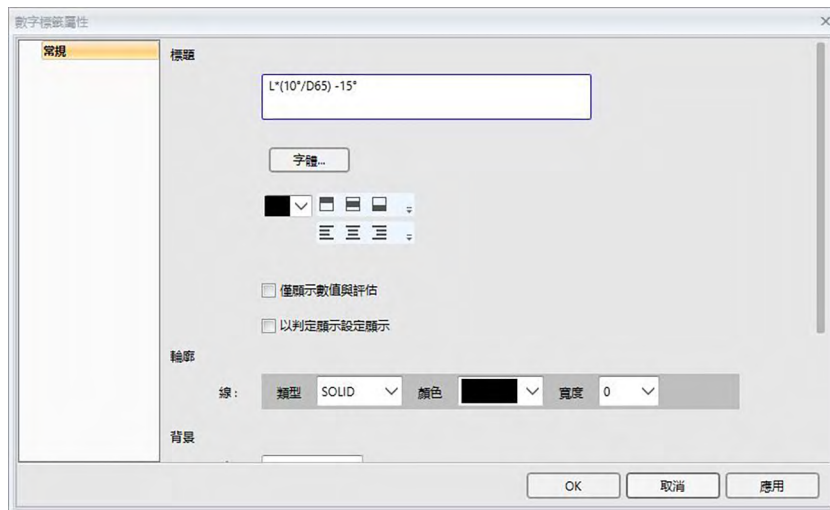 數字標籤屬性
常規
標題
L*(10°/D65) -15°
字體...
僅顯示數值與評估
以判定顯示設定顯示
輪廓
線: 類型 SOLID 顏色 寬度 0
背景
OK 取消 應用